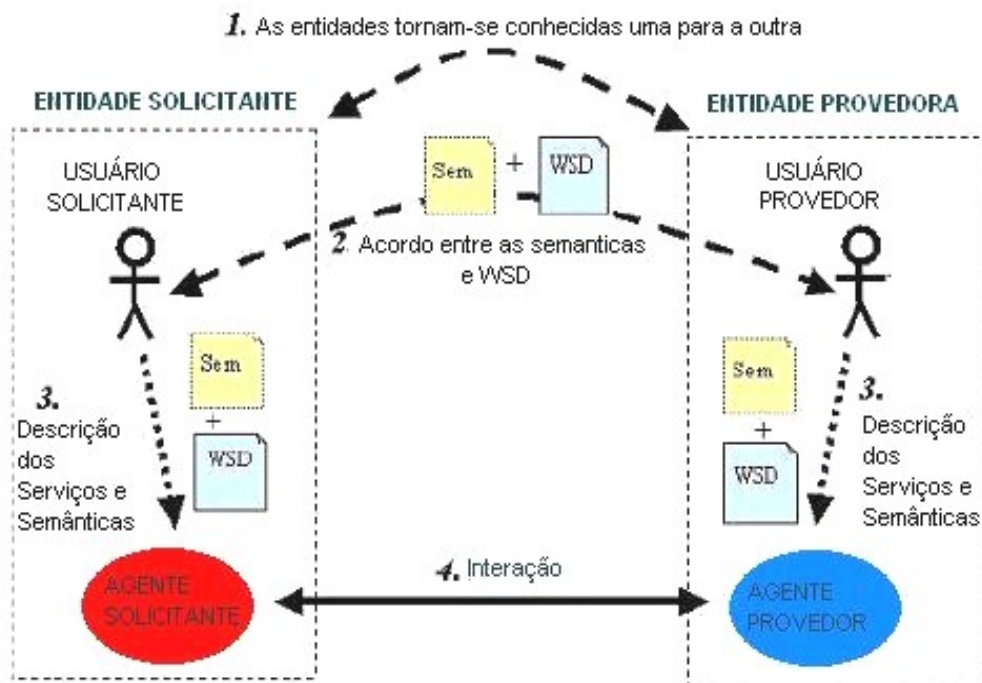 1. As entidades tornam-se conhecidas uma para a outra
ENTIDADE SOLICITANTE
ENTIDADE PROVEDORA
USUÁRIO
SOLICITANTE
Sem
+
WSD
USUÁRIO
PROVEDOR
2 Acordo entre as semanticas
e WSD
Sem
+
WSD
3.
Descrição
dos
Serviços e
Semânticas
Sem
+
WSD
3.
Descrição
dos
Serviços e
Semânticas
AGENTE
SOLICITANTE
4. Interação
AGENTE
PROVEDOR